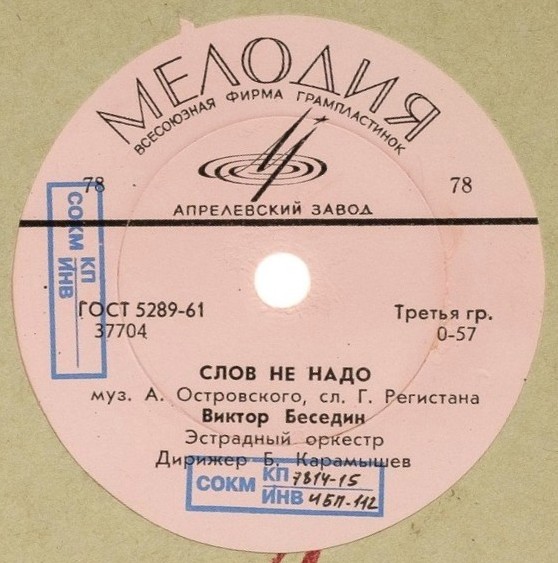 МЕЛОДИЯ
ВСЕСОЮЗНАЯ ФИРМА ГРАМПЛАСТИНОК
78
78
АПРЕЛЕВСКИЙ ЗАВОД
СОКМ КП
ИНВ
ГОСТ 5289-61
37704
Третья гр.
0-57
СЛОВ НЕ НАДО
муз. А. Островского, сл. Г. Регистана
Виктор Беседин
Эстрадный оркестр
Дирижер Б. Карамышев
СОКМ КП 7814-15
ИНВ ЧБП-112